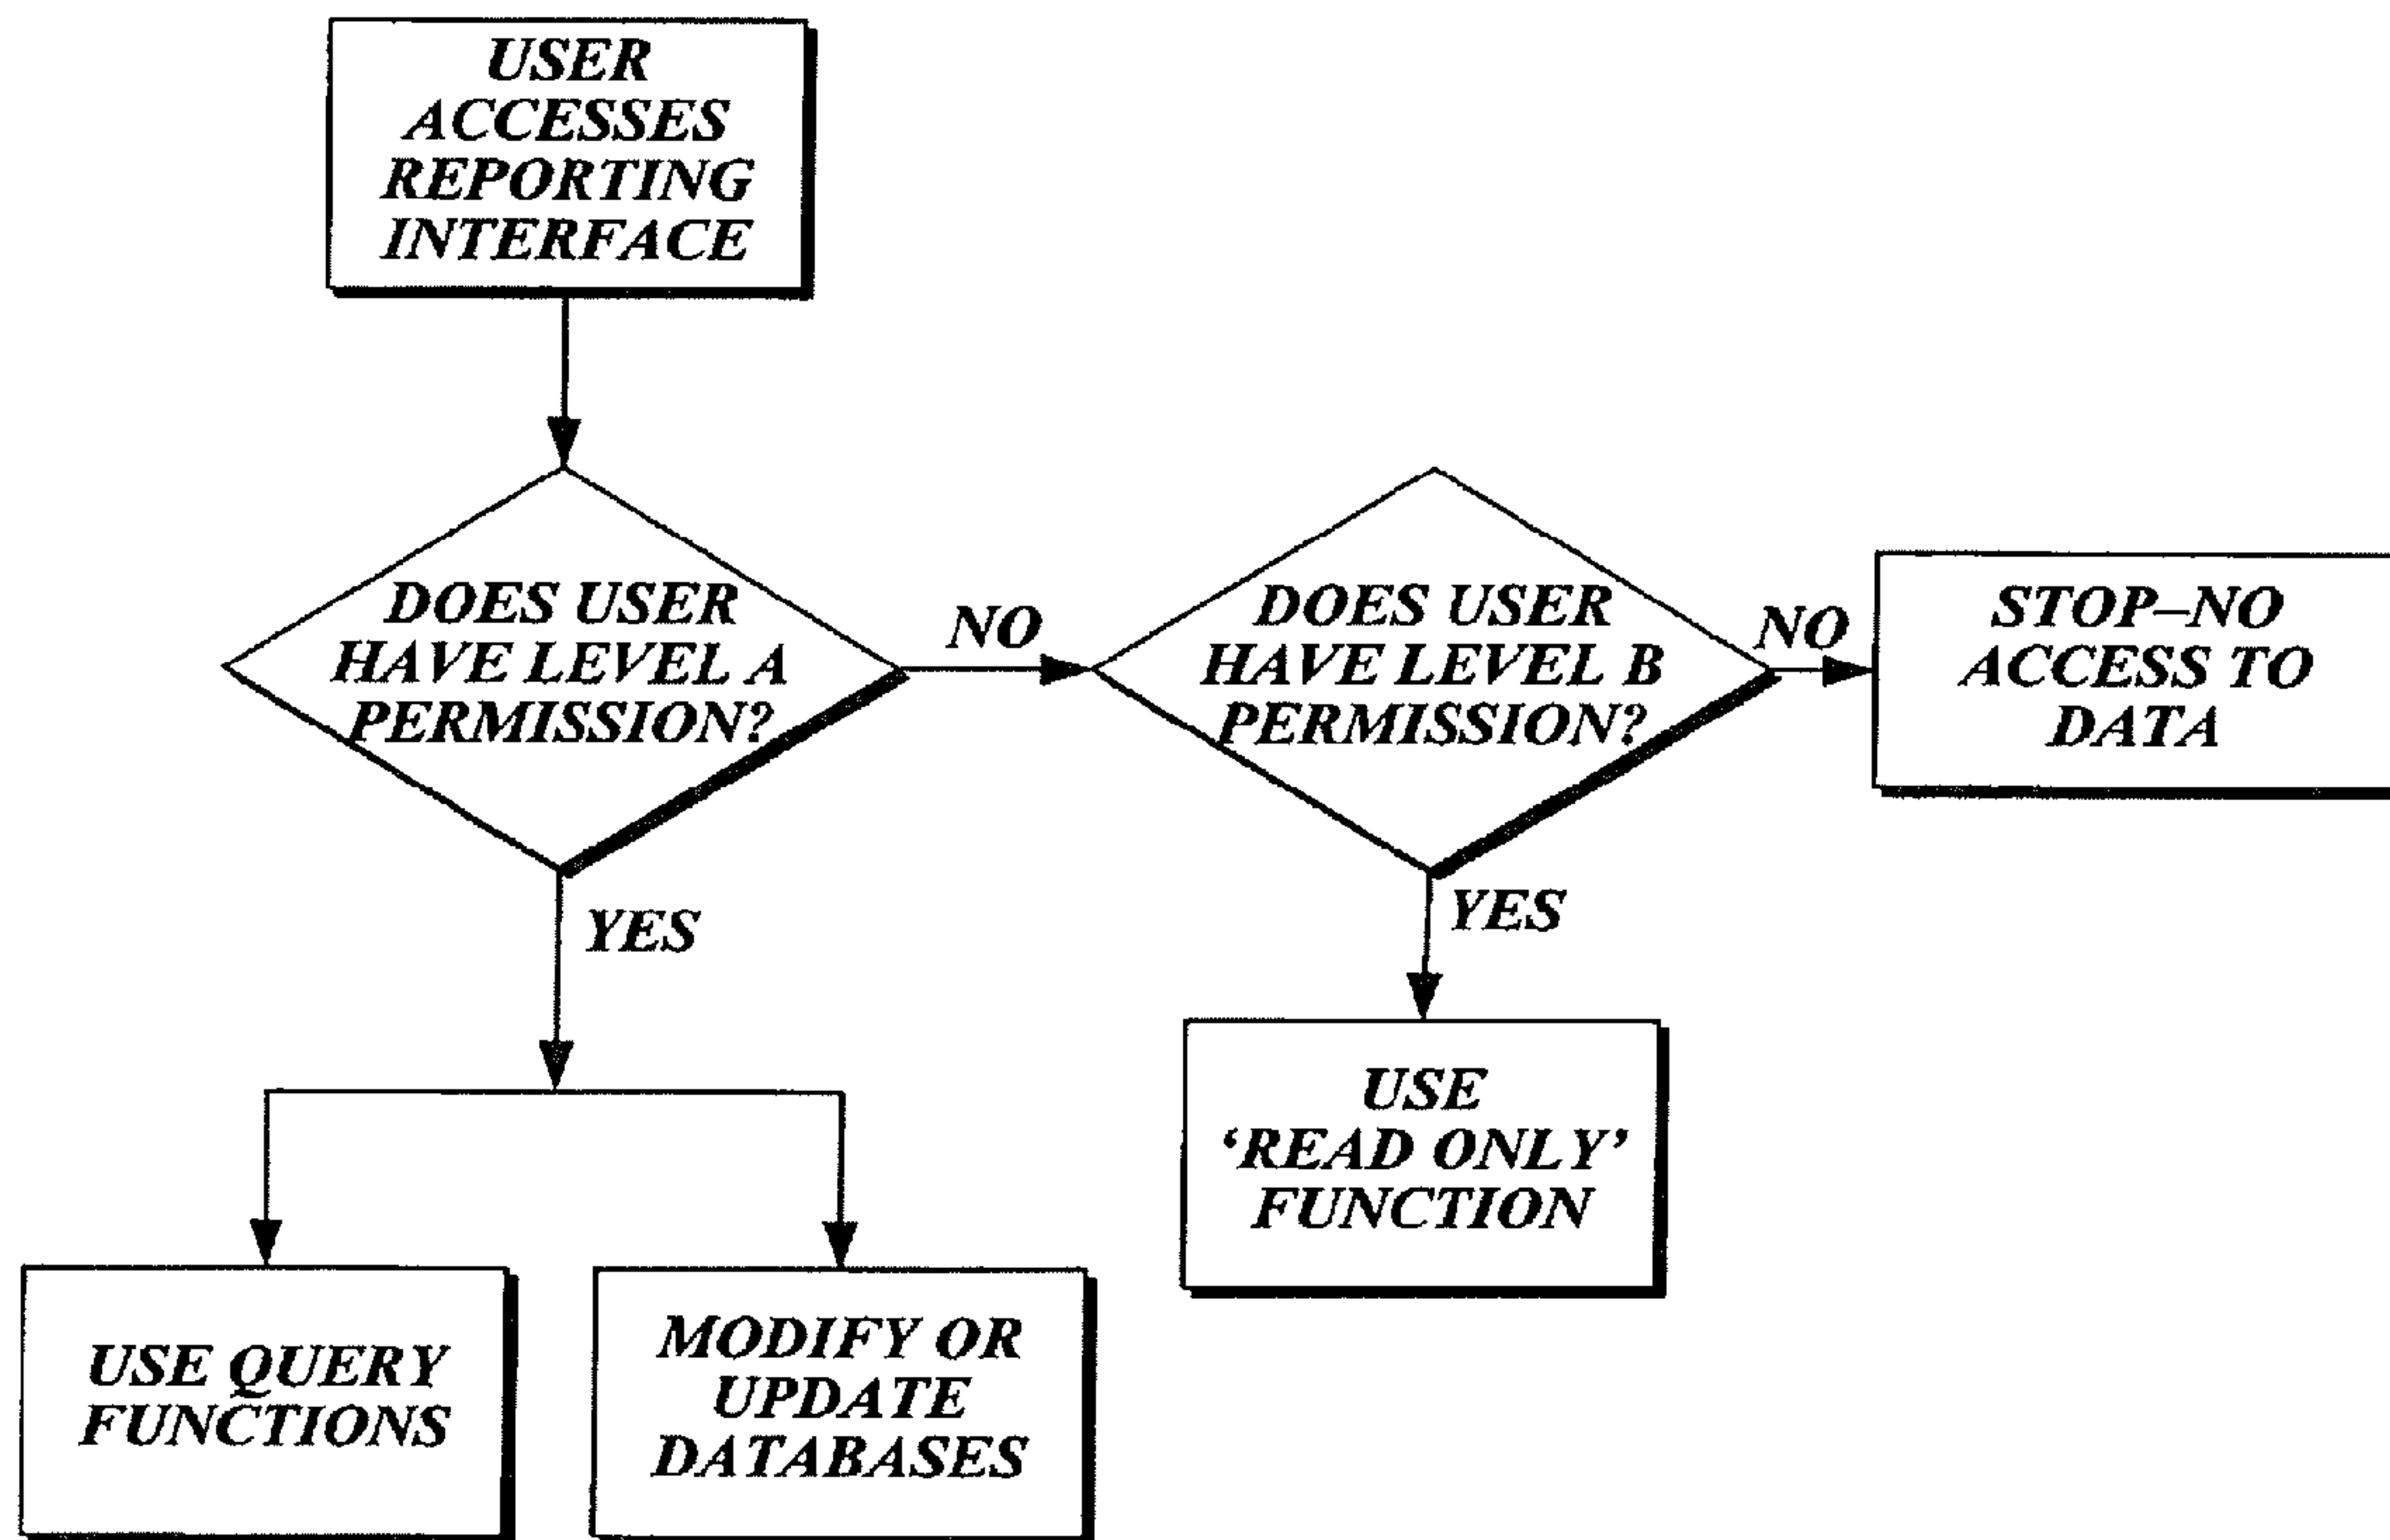 USER
ACCESSES
REPORTING
INTERFACE
DOES USER
HAVE LEVEL A
PERMISSION?
NO
DOES USER
HAVE LEVEL B
PERMISSION?
NO
STOP–NO
ACCESS TO
DATA
YES
YES
USE
‘READ ONLY’
FUNCTION
USE QUERY
FUNCTIONS
MODIFY OR
UPDATE
DATABASES